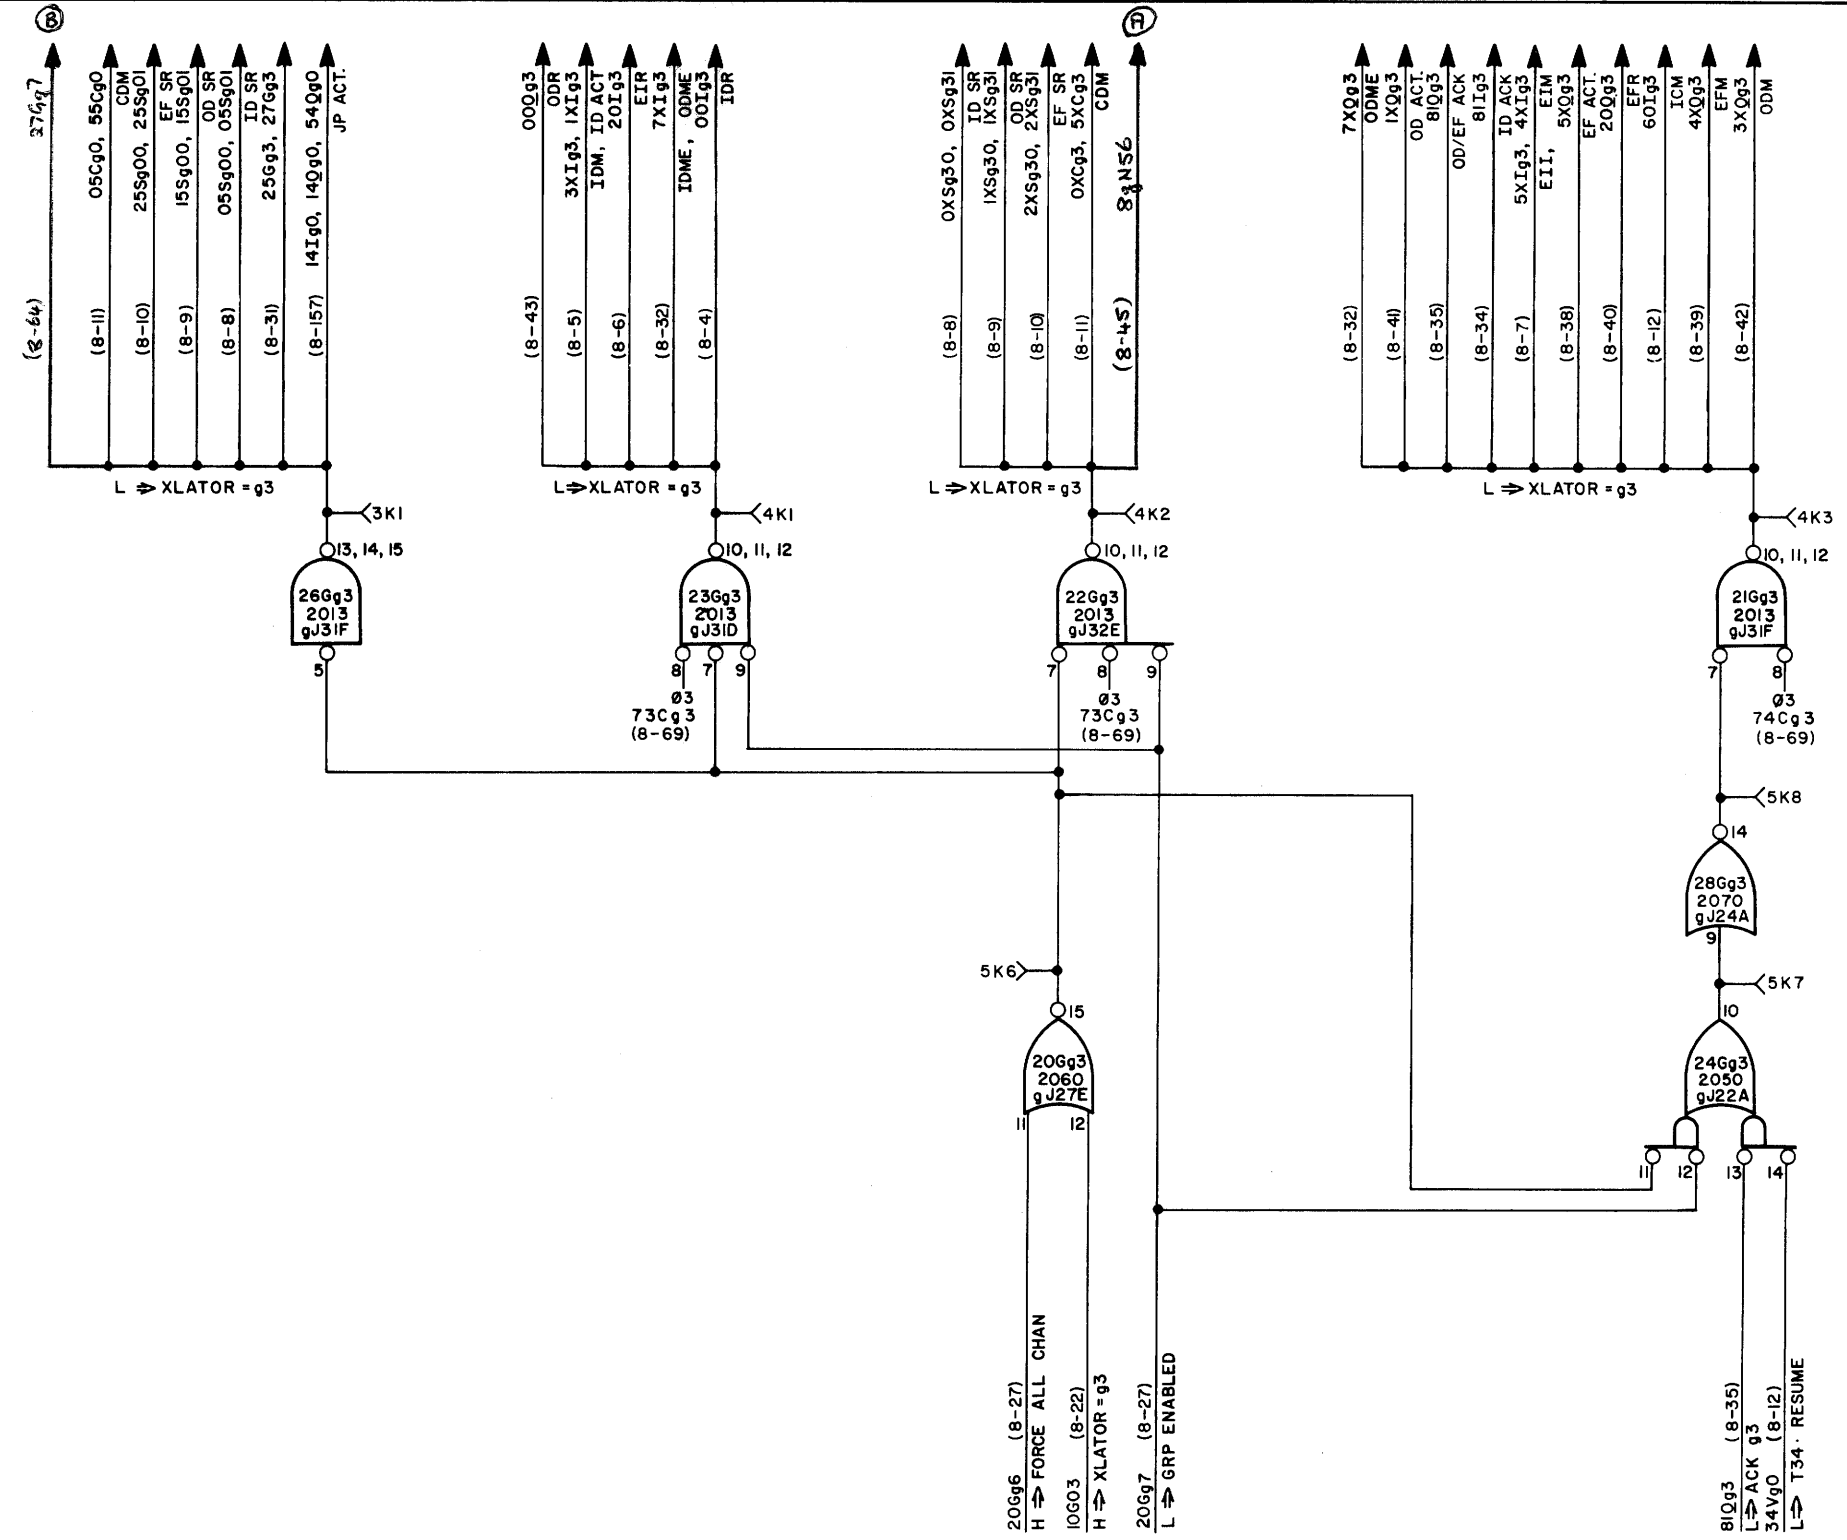 B
A
27Gg7
(8-64)
05Cg0, 55Cg0
CDM
(8-11)
25Sg00, 25Sg01
EF SR
(8-10)
15Sg00, 15Sg01
OD SR
(8-9)
05Sg00, 05Sg01
ID SR
(8-8)
25Gg3, 27Gg3
(8-31)
14Ig0, 14Qg0, 54Qg0
JP ACT.
(8-157)
00Qg3
ODR
(8-43)
3XIg3, 1XIg3
IDM, ID ACT
(8-5)
20Ig3
EIR
(8-6)
7XIg3
IDME, ODME
(8-32)
00Ig3
IDR
(8-4)
0XSg30, 0XSg31
ID SR
(8-8)
1XSg30, 1XSg31
OD SR
(8-9)
2XSg30, 2XSg31
EF SR
(8-10)
0XCg3, 5XCg3
CDM
(8-11)
8gN56
(8-45)
7XQg3
ODME
(8-32)
1XQg3
OD ACT.
(8-41)
81Qg3
OD/EF ACK
(8-35)
81Ig3
ID ACK
(8-34)
5XIg3, 4XIg3
EII, EIM
(8-7)
5XQg3
EF ACT.
(8-38)
20Qg3
EFR
(8-40)
60Ig3
ICM
(8-12)
4XQg3
EFM
(8-39)
3XQg3
ODM
(8-42)
L ⇒ XLATOR = g3
L⇒XLATOR = g3
L⇒XLATOR = g3
L ⇒ XLATOR = g3
3K1
4K1
4K2
4K3
13, 14, 15
10, 11, 12
10, 11, 12
10, 11, 12
26Gg3
2013
gJ31F
23Gg3
2013
gJ31D
22Gg3
2013
gJ32E
21Gg3
2013
gJ31F
5
8
7
9
7
8
9
7
8
Ø3
73Cg3
(8-69)
Ø3
73Cg3
(8-69)
Ø3
74Cg3
(8-69)
5K8
14
28Gg3
2070
gJ24A
9
5K6
5K7
15
10
20Gg3
2060
gJ27E
24Gg3
2050
gJ22A
11
12
11
12
13
14
20Gg6 (8-27)
H ⇒ FORCE ALL CHAN
10G03 (8-22)
H ⇒ XLATOR = g3
20Gg7 (8-27)
L ⇒ GRP ENABLED
81Qg3 (8-35)
L⇒ACK g3
34Vg0 (8-12)
L⇒ T34 · RESUME